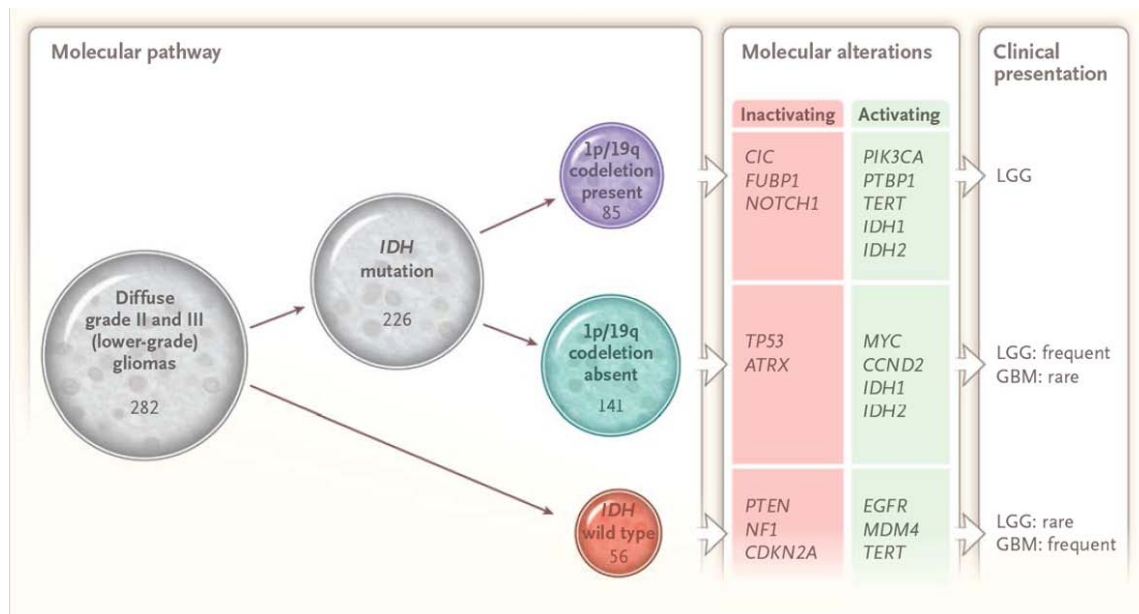 Molecular pathway
Diffuse
grade II and III
(lower-grade)
gliomas
282
IDH
mutation
226
1p/19q
codeletion
present
85
1p/19q
codeletion
absent
141
IDH
wild type
56
Molecular alterations
Inactivating
Activating
CIC
FUBP1
NOTCH1
PIK3CA
PTBP1
TERT
IDH1
IDH2
TP53
ATRX
MYC
CCND2
IDH1
IDH2
PTEN
NF1
CDKN2A
EGFR
MDM4
TERT
Clinical
presentation
LGG
LGG: frequent
GBM: rare
LGG: rare
GBM: frequent